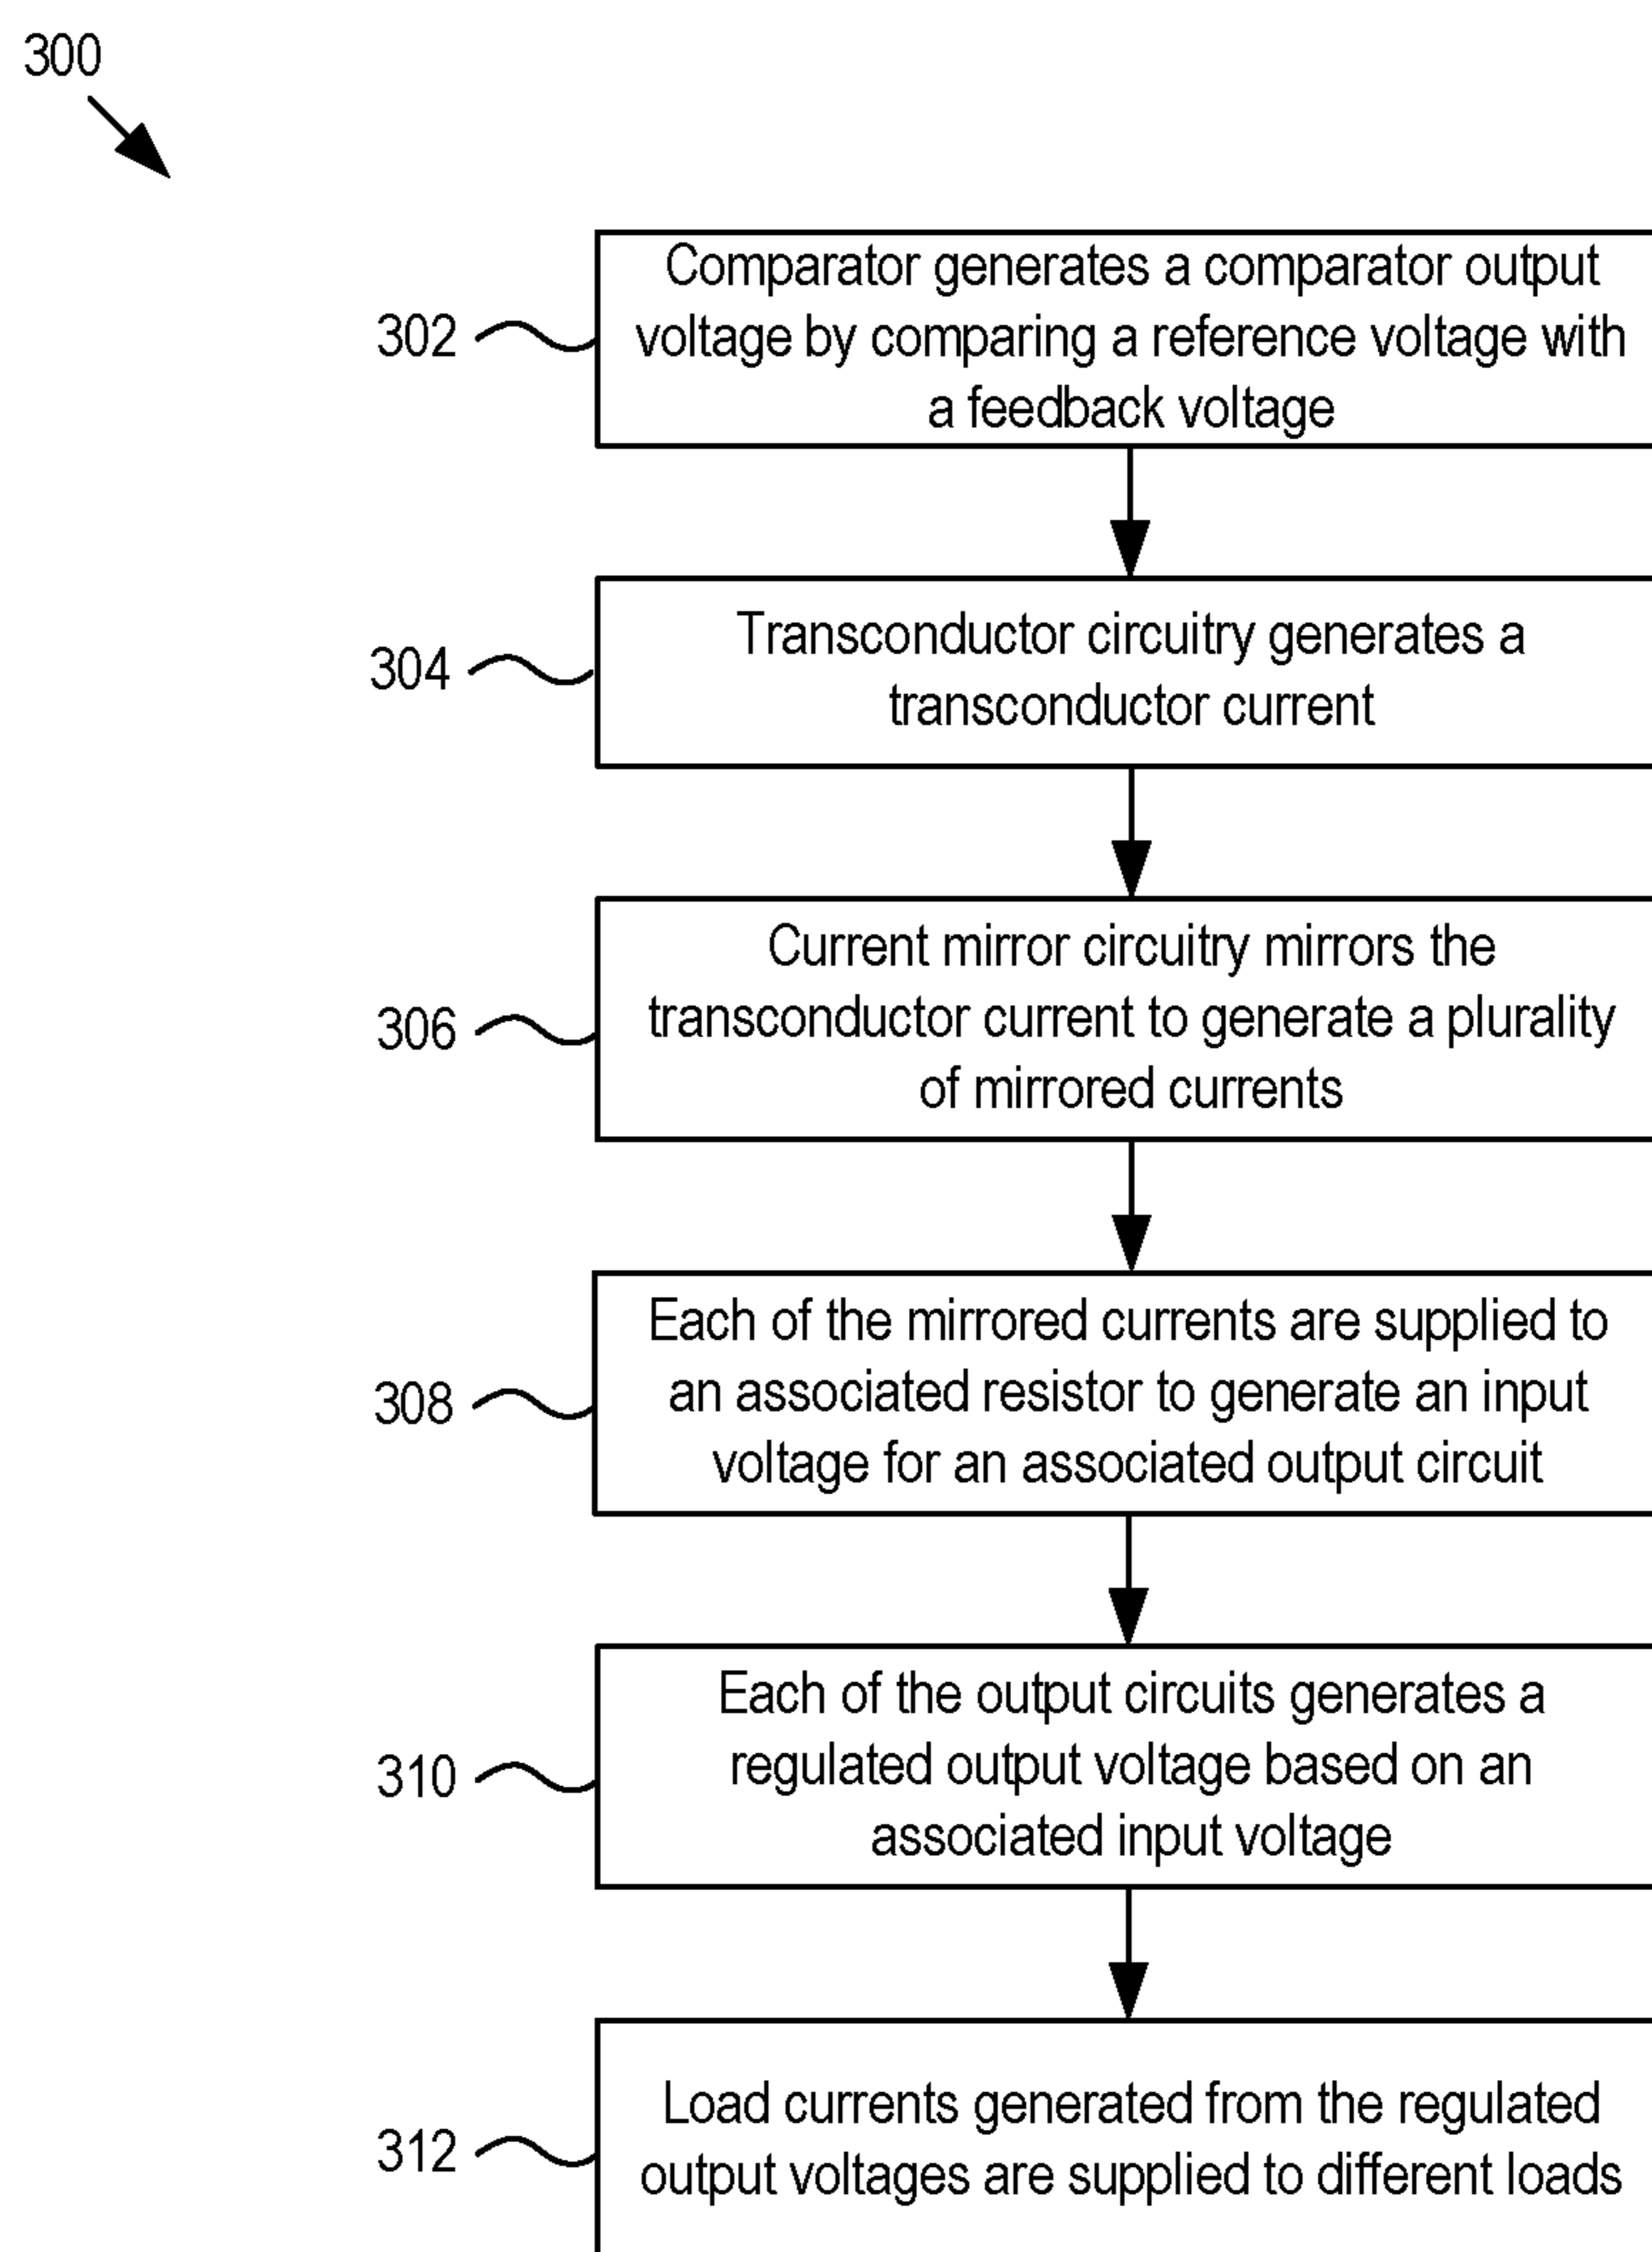 300
302
Comparator generates a comparator output
voltage by comparing a reference voltage with
a feedback voltage
304
Transconductor circuitry generates a
transconductor current
306
Current mirror circuitry mirrors the
transconductor current to generate a plurality
of mirrored currents
308
Each of the mirrored currents are supplied to
an associated resistor to generate an input
voltage for an associated output circuit
310
Each of the output circuits generates a
regulated output voltage based on an
associated input voltage
312
Load currents generated from the regulated
output voltages are supplied to different loads